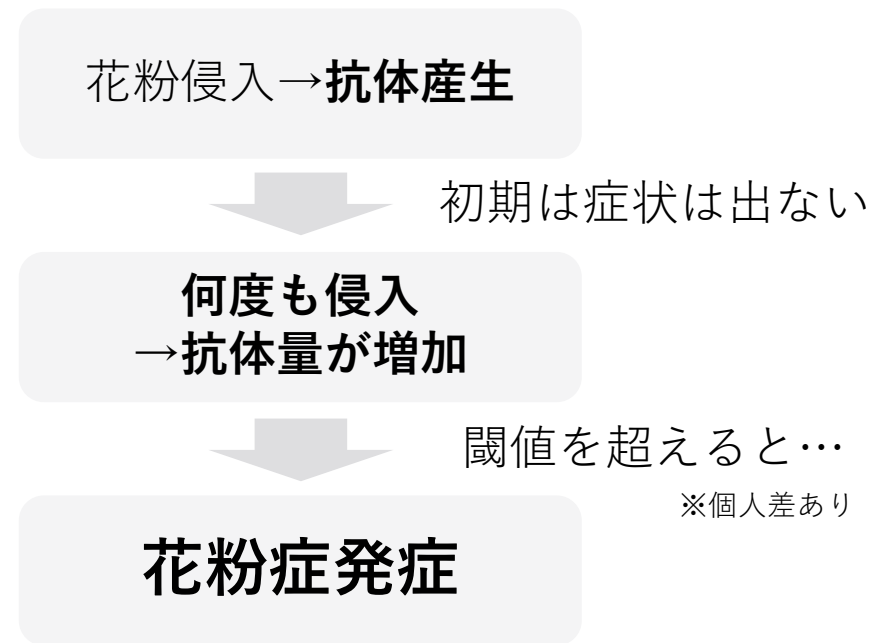 花粉侵入→抗体産生
初期は症状は出ない
何度も侵入
→抗体量が増加
閾値を超えると…
※個人差あり
花粉症発症